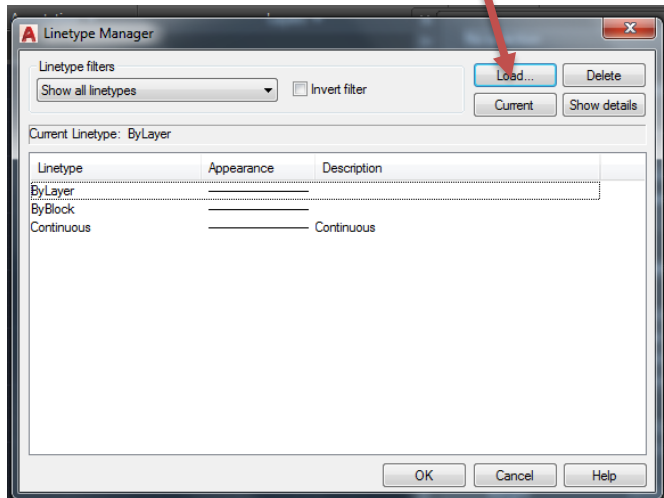 Linetype Manager
Linetype filters
Show all linetypes
Invert filter
Load...
Delete
Current
Show details
Current Linetype: ByLayer
Linetype Appearance Description
ByLayer
ByBlock
Continuous Continuous
OK Cancel Help